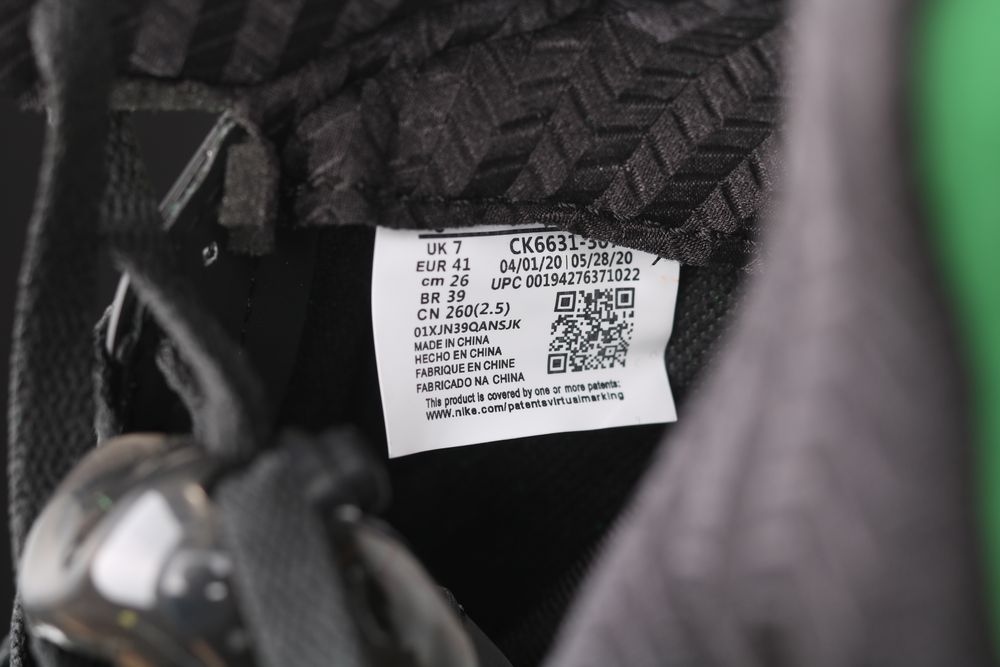 UK 7
EUR 41
cm 26
BR 39
CN 260(2.5)
01XJN39QANSJK
MADE IN CHINA
HECHO EN CHINA
FABRIQUE EN CHINE
FABRICADO NA CHINA
CK6631-
04/01/20 | 05/28/20
UPC 00194276371022
This product is covered by one or more patents:
www.nike.com/patentsvirtualmarking